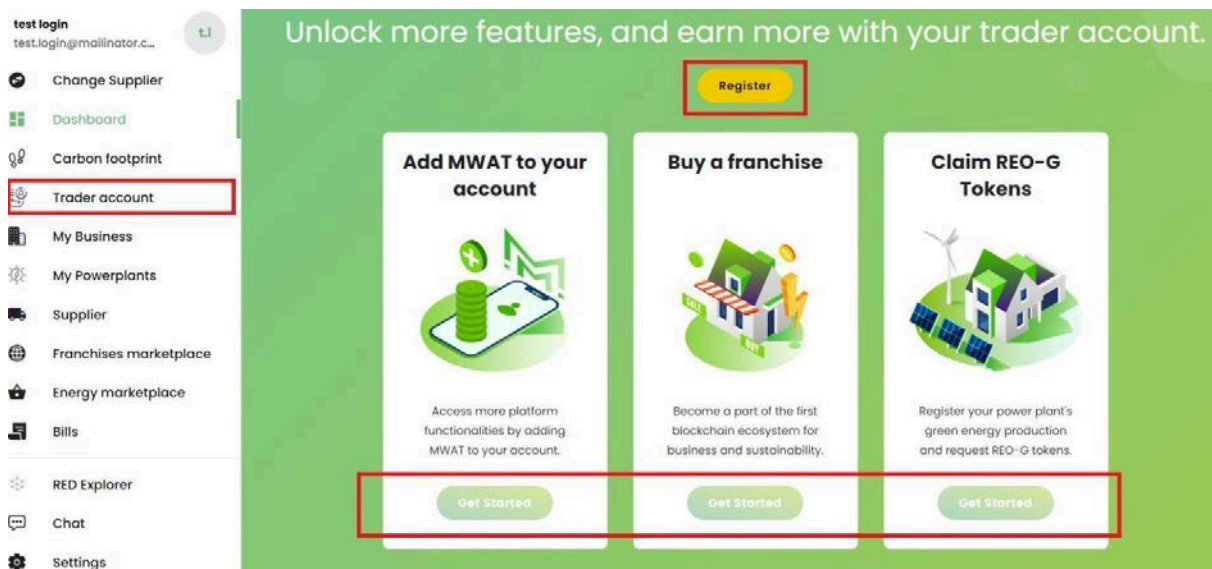 test login
test.login@mailinator.c...
t.l
Change Supplier
Dashboard
Carbon footprint
Trader account
My Business
My Powerplants
Supplier
Franchises marketplace
Energy marketplace
Bills
RED Explorer
Chat
Settings
Unlock more features, and earn more with your trader account.
Register
Add MWAT to your
account
Access more platform
functionalities by adding
MWAT to your account.
Get Started
Buy a franchise
SALE
BUY
Become a part of the first
blockchain ecosystem for
business and sustainability.
Get Started
Claim REO-G
Tokens
Register your power plant's
green energy production
and request REO-G tokens.
Get Started